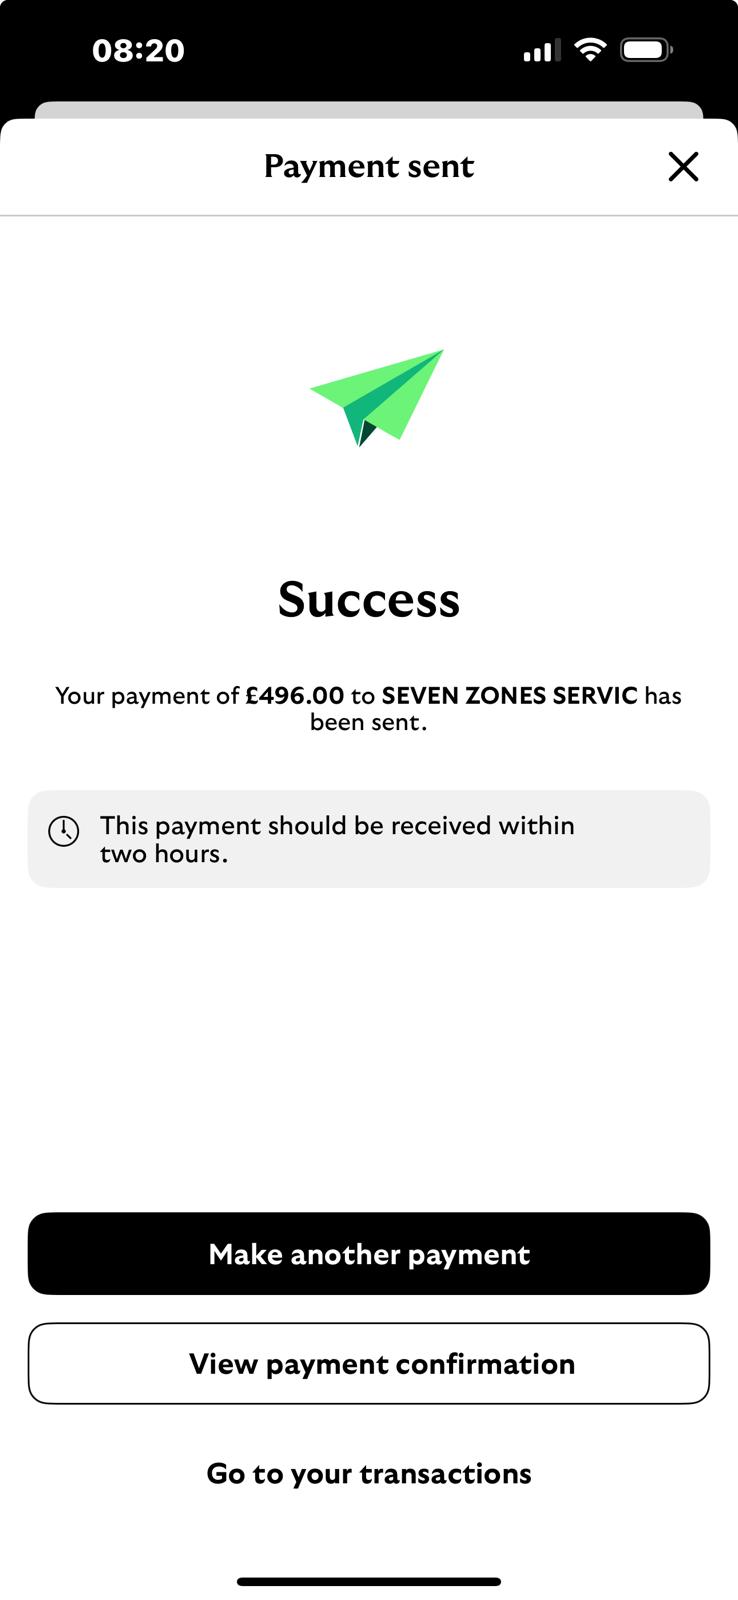 08:20
Payment sent
Success
Your payment of £496.00 to SEVEN ZONES SERVIC has
been sent.
This payment should be received within
two hours.
Make another payment
View payment confirmation
Go to your transactions